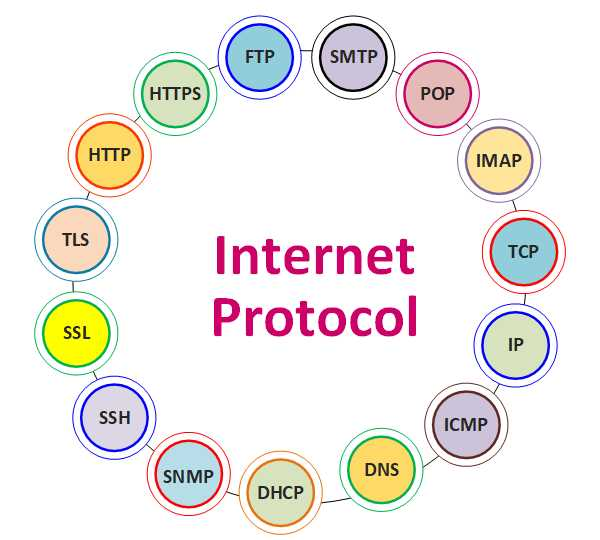 FTP
SMTP
POP
IMAP
TCP
IP
ICMP
DNS
DHCP
SNMP
SSH
SSL
TLS
HTTP
HTTPS
Internet
Protocol